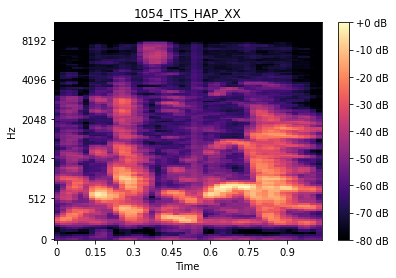 1054_ITS_HAP_XX
+0 dB
8192
-10 dB
4096
-20 dB
-30 dB
2048
Hz
-40 dB
1024
-50 dB
512
-60 dB
-70 dB
0
-80 dB
0 0.15 0.3 0.45 0.6 0.75 0.9
Time